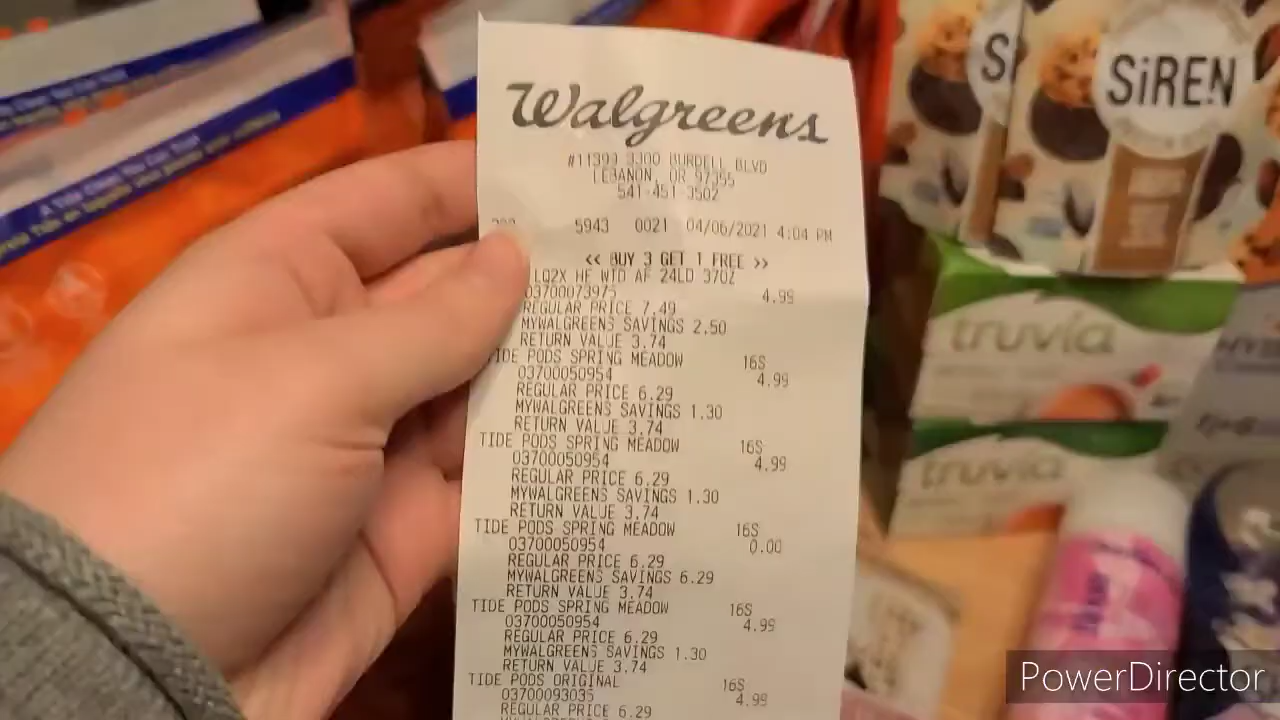 Walgreens
#11393 3300 BURDELL BLVD
LEBANON, OR 97355
541-451-3502
5943 0021 04/06/2021 4:04 PM
<< BUY 3 GET 1 FREE >>
LQ2X HE WTD AF 24LD 37OZ
03700073975 4.99
REGULAR PRICE 7.49
MYWALGREENS SAVINGS 2.50
RETURN VALUE 3.74
TIDE PODS SPRING MEADOW 16S
03700050954 4.99
REGULAR PRICE 6.29
MYWALGREENS SAVINGS 1.30
RETURN VALUE 3.74
TIDE PODS SPRING MEADOW 16S
03700050954 4.99
REGULAR PRICE 6.29
MYWALGREENS SAVINGS 1.30
RETURN VALUE 3.74
TIDE PODS SPRING MEADOW 16S
03700050954 0.00
REGULAR PRICE 6.29
MYWALGREENS SAVINGS 6.29
RETURN VALUE 3.74
TIDE PODS SPRING MEADOW 16S
03700050954 4.99
REGULAR PRICE 6.29
MYWALGREENS SAVINGS 1.30
RETURN VALUE 3.74
TIDE PODS ORIGINAL 16S
03700093035 4.99
REGULAR PRICE 6.29
SiREN
truvia
truvia
PowerDirector